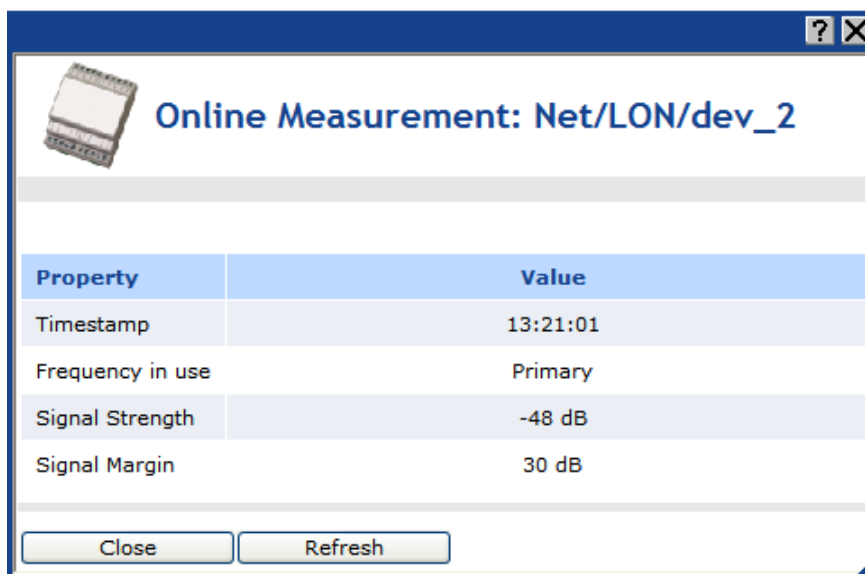 ?
Online Measurement: Net/LON/dev_2
Property Value
Timestamp 13:21:01
Frequency in use Primary
Signal Strength -48 dB
Signal Margin 30 dB
Close Refresh